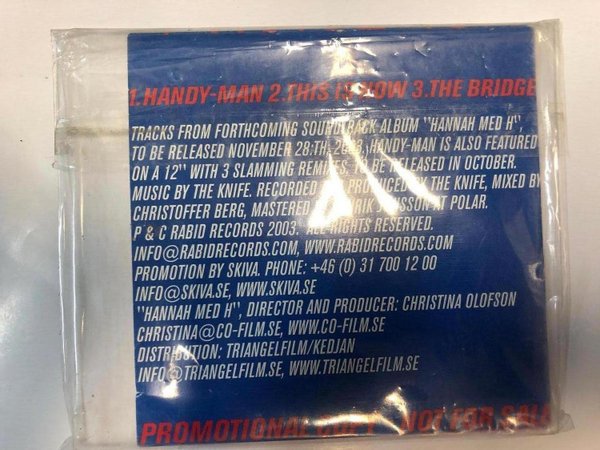 1.HANDY-MAN 2.THIS IS NOW 3.THE BRIDGE
TRACKS FROM FORTHCOMING SOUNDTRACK ALBUM "HANNAH MED H",
TO BE RELEASED NOVEMBER 28:TH, 2003. HANDY-MAN IS ALSO FEATURED
ON A 12" WITH 3 SLAMMING REMIXES, TO BE RELEASED IN OCTOBER.
MUSIC BY THE KNIFE. RECORDED PRODUCED BY THE KNIFE, MIXED BY
CHRISTOFFER BERG, MASTERED AT POLAR.
P & C RABID RECORDS 2003. ALL RIGHTS RESERVED.
INFO@RABIDRECORDS.COM, WWW.RABIDRECORDS.COM
PROMOTION BY SKIVA. PHONE: +46 (0) 31 700 12 00
INFO@SKIVA.SE, WWW.SKIVA.SE
"HANNAH MED H", DIRECTOR AND PRODUCER: CHRISTINA OLOFSON
CHRISTINA@CO-FILM.SE, WWW.CO-FILM.SE
DISTRIBUTION: TRIANGELFILM/KEDJAN
INFO@TRIANGELFILM.SE, WWW.TRIANGELFILM.SE
PROMOTIONAL COPY - NOT FOR SALE